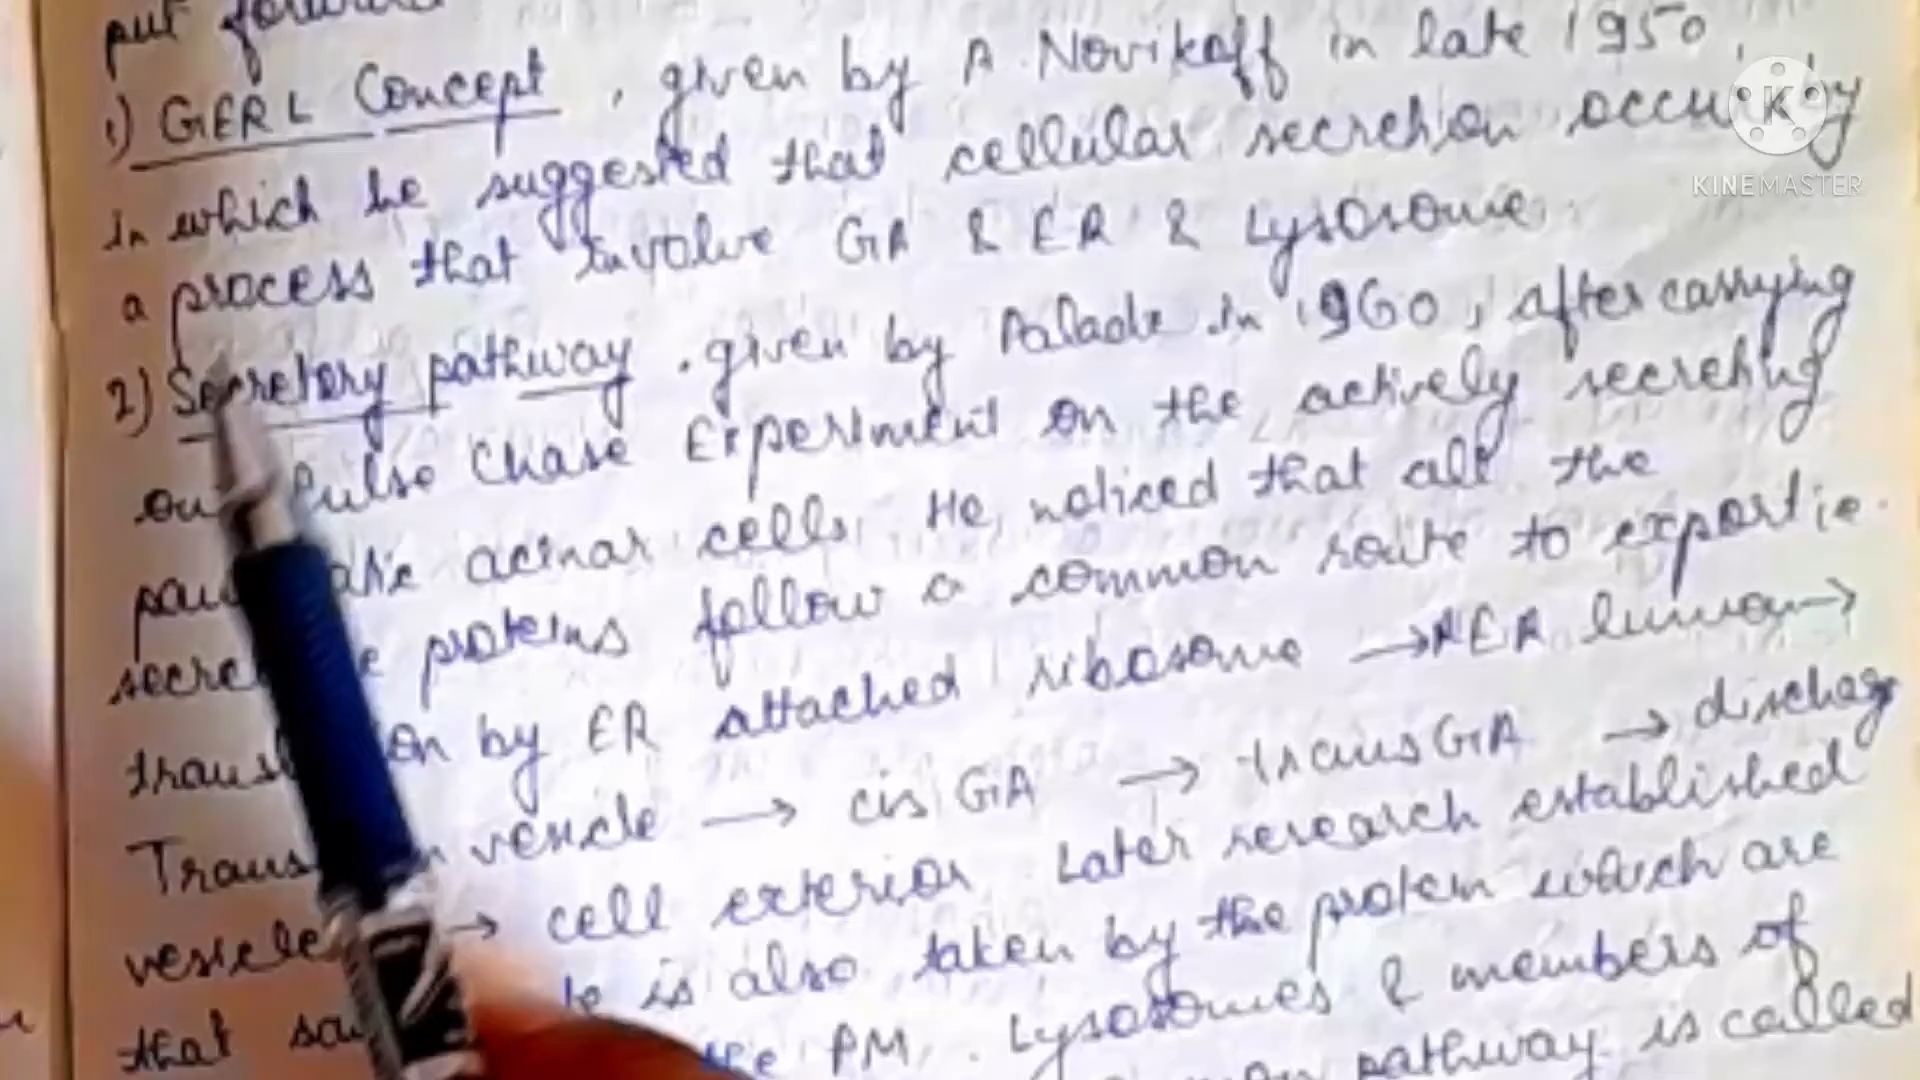 put forward
1) GERL Concept, given by A. Novikoff in late 1950,
in which he suggested that cellular secretion occur by
a process that involve GA & ER & Lysosome.
2) Secretory pathway. given by Palade in 1960, after carrying
out Pulse Chase Experiment on the actively secreting
acinar cells. He noticed that all the
proteins follow a common route to export i.e.
by ER attached ribosome → RER lumen →
vesicle → cis GA → trans GA → discharge
vesicle → cell exterior. Later research established
that is also taken by the protein which are
the PM, Lysosomes & members of
pathway is called
KINEMASTER